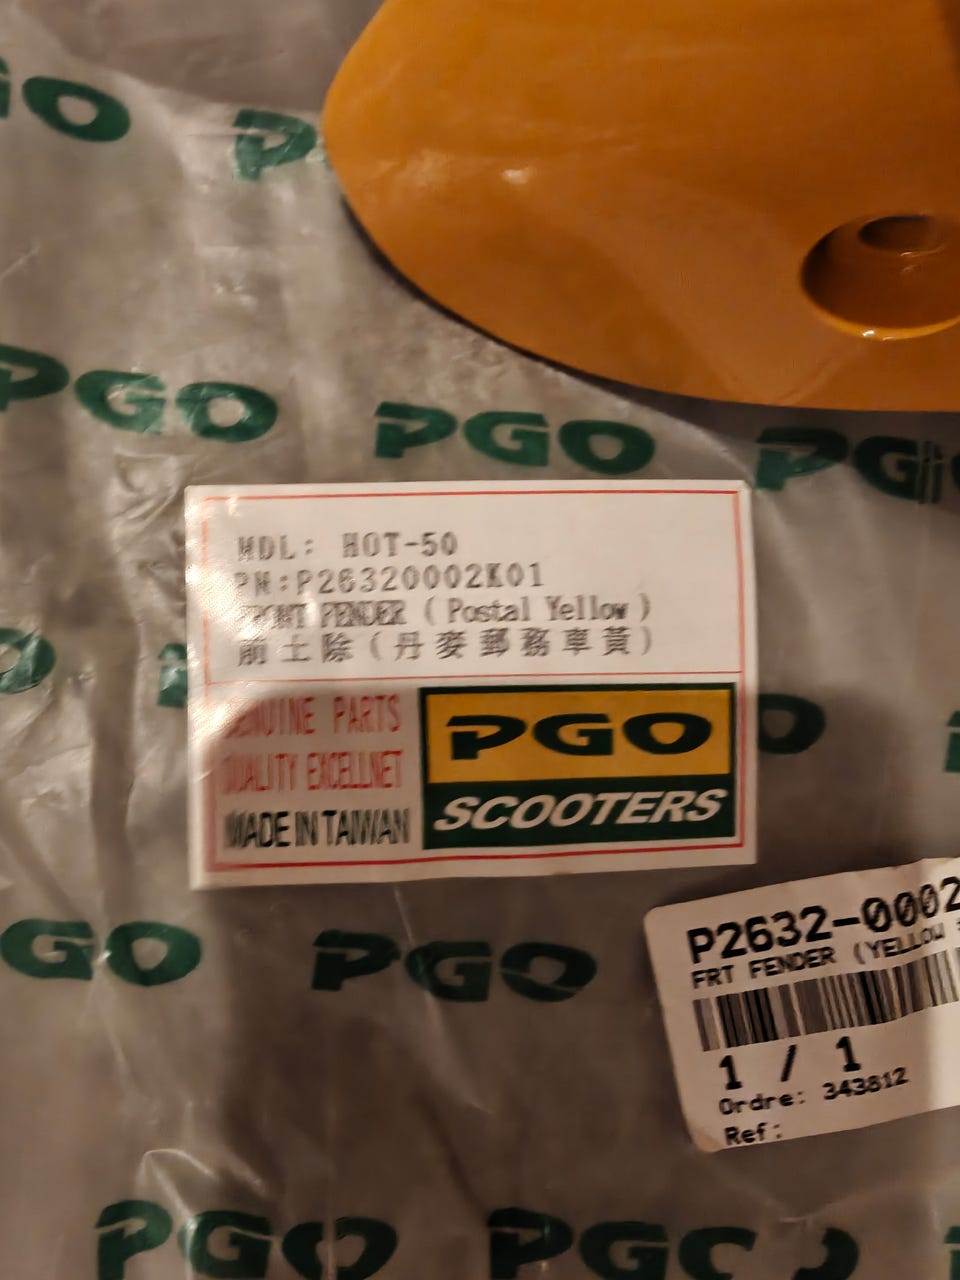 PGO
PGO
PGO
PGO
MDL: HOT-50
PN:P26320002K01
FRONT FENDER ( Postal Yellow )
前土除(丹麥郵務車黃)
GENUINE PARTS
QUALITY EXCELLNET
MADE IN TAIWAN
PGO
SCOOTERS
P2632-0002
FRT FENDER (YELLOW
1 / 1
Ordre: 343812
Ref:
PGO
PGO
PGO